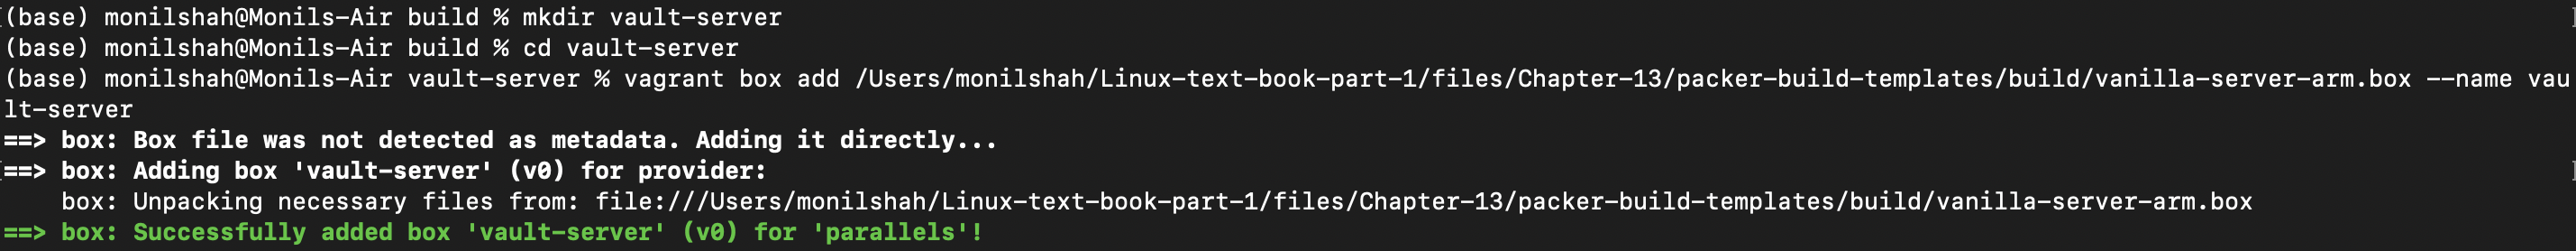 (base) monilshah@Monils-Air build % mkdir vault-server
(base) monilshah@Monils-Air build % cd vault-server
(base) monilshah@Monils-Air vault-server % vagrant box add /Users/monilshah/Linux-text-book-part-1/files/Chapter-13/packer-build-templates/build/vanilla-server-arm.box --name vau
lt-server
==> box: Box file was not detected as metadata. Adding it directly...
==> box: Adding box 'vault-server' (v0) for provider:
    box: Unpacking necessary files from: file:///Users/monilshah/Linux-text-book-part-1/files/Chapter-13/packer-build-templates/build/vanilla-server-arm.box
==> box: Successfully added box 'vault-server' (v0) for 'parallels'!